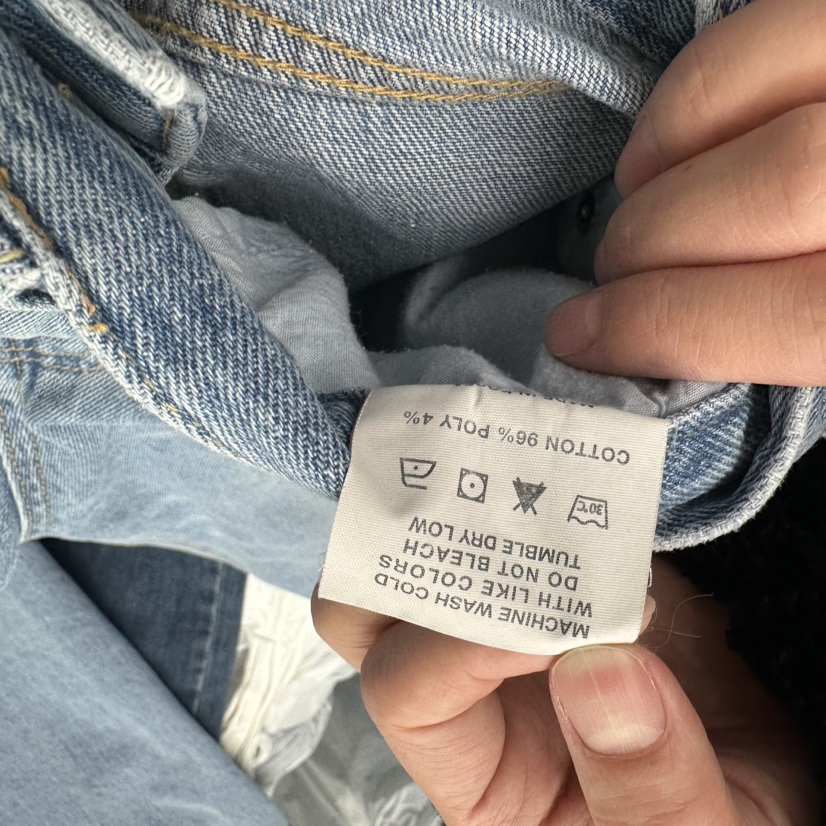 MACHINE WASH COLD
WITH LIKE COLORS
DO NOT BLEACH
TUMBLE DRY LOW
30°C
COTTON 96% POLY 4%